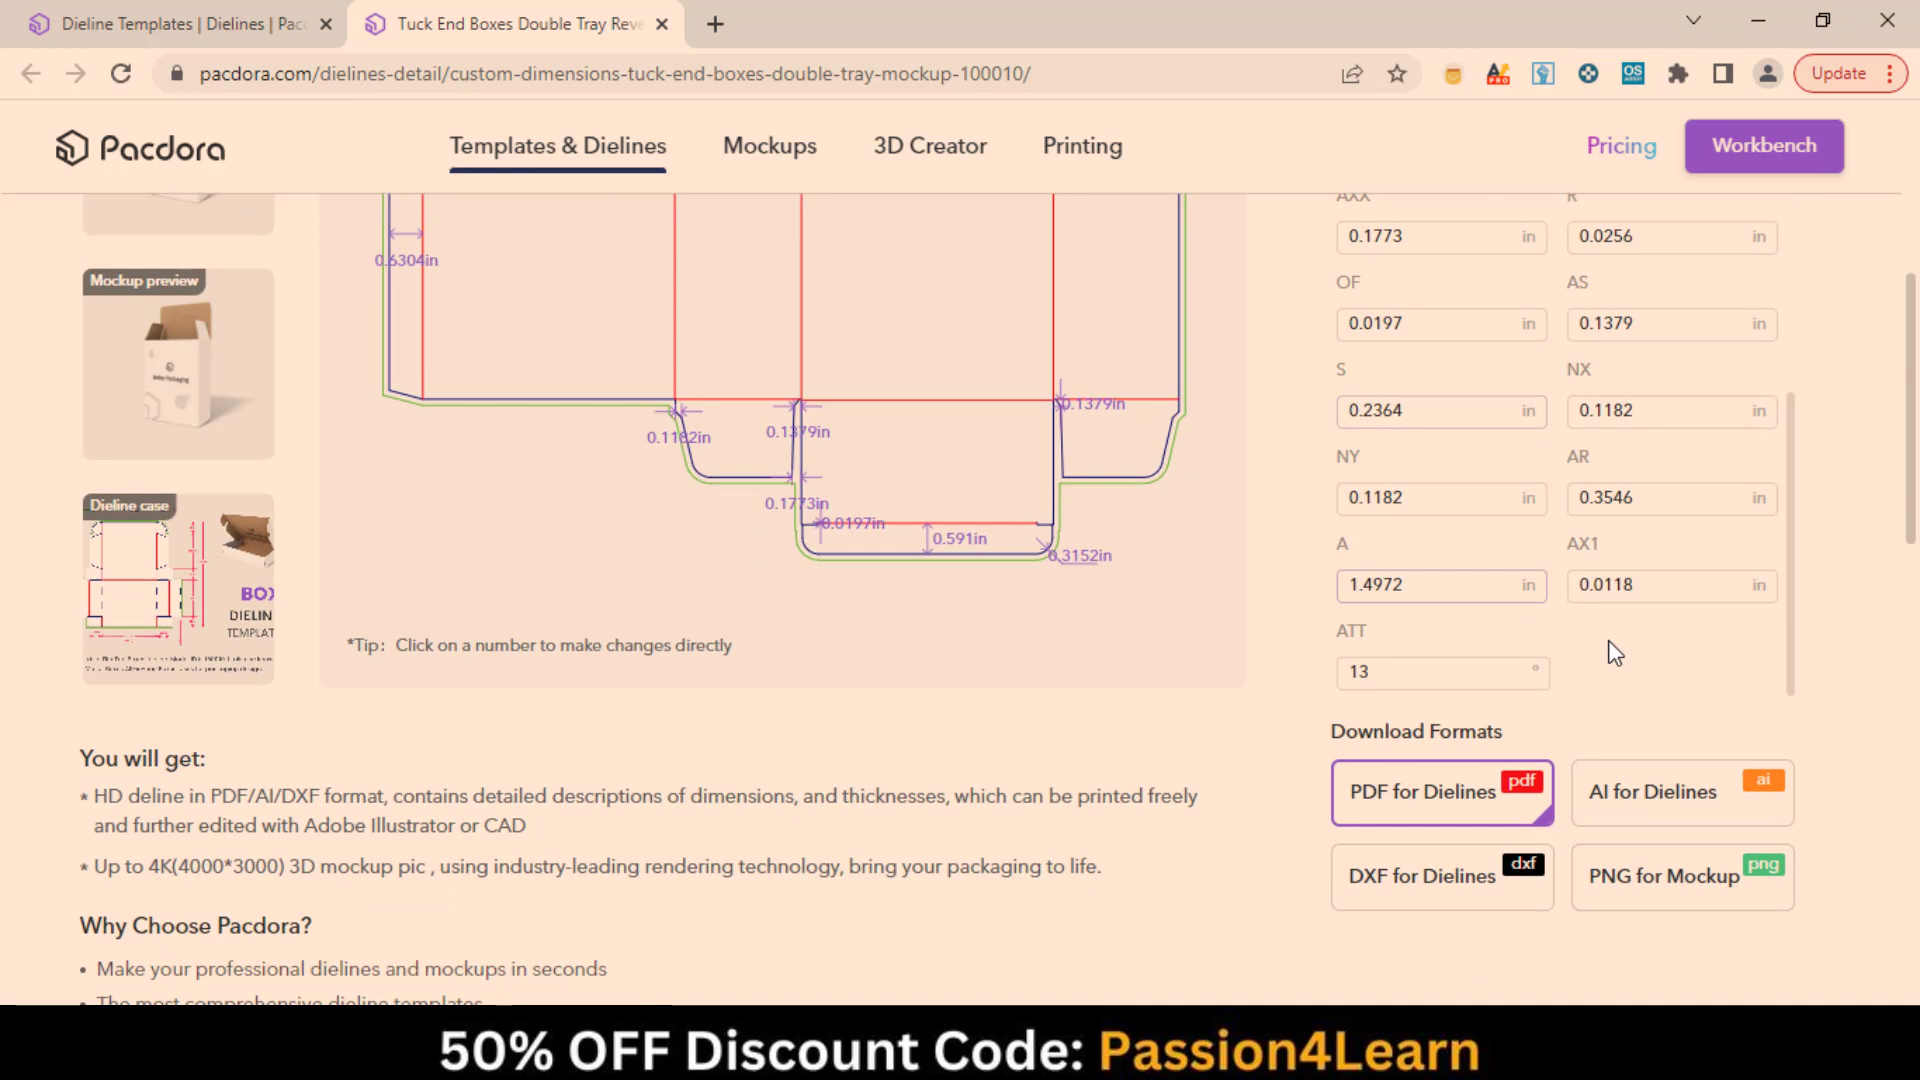 Dieline Templates | Dielines | Pac
Tuck End Boxes Double Tray Reve
pacdora.com/dielines-detail/custom-dimensions-tuck-end-boxes-double-tray-mockup-100010/
Update
Pacdora
Templates & Dielines
Mockups
3D Creator
Printing
Pricing
Workbench
Mockup preview
Dieline case
BOX
DIELIN
TEMPLAT
0.6304in
0.1182in
0.1379in
0.1379in
0.1773in
0.0197in
0.591in
0.3152in
*Tip: Click on a number to make changes directly
AXX
R
0.1773 in
0.0256 in
OF
AS
0.0197 in
0.1379 in
S
NX
0.2364 in
0.1182 in
NY
AR
0.1182 in
0.3546 in
A
AX1
1.4972 in
0.0118 in
ATT
13 °
Download Formats
PDF for Dielines pdf
AI for Dielines ai
DXF for Dielines dxf
PNG for Mockup png
You will get:
* HD deline in PDF/AI/DXF format, contains detailed descriptions of dimensions, and thicknesses, which can be printed freely
and further edited with Adobe Illustrator or CAD
* Up to 4K(4000*3000) 3D mockup pic , using industry-leading rendering technology, bring your packaging to life.
Why Choose Pacdora?
• Make your professional dielines and mockups in seconds
• The most comprehensive dieline templates
50% OFF Discount Code: Passion4Learn